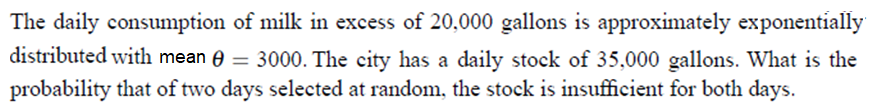 The daily consumption of milk in excess of 20,000 gallons is approximately exponentially
distributed with mean θ = 3000. The city has a daily stock of 35,000 gallons. What is the
probability that of two days selected at random, the stock is insufficient for both days.